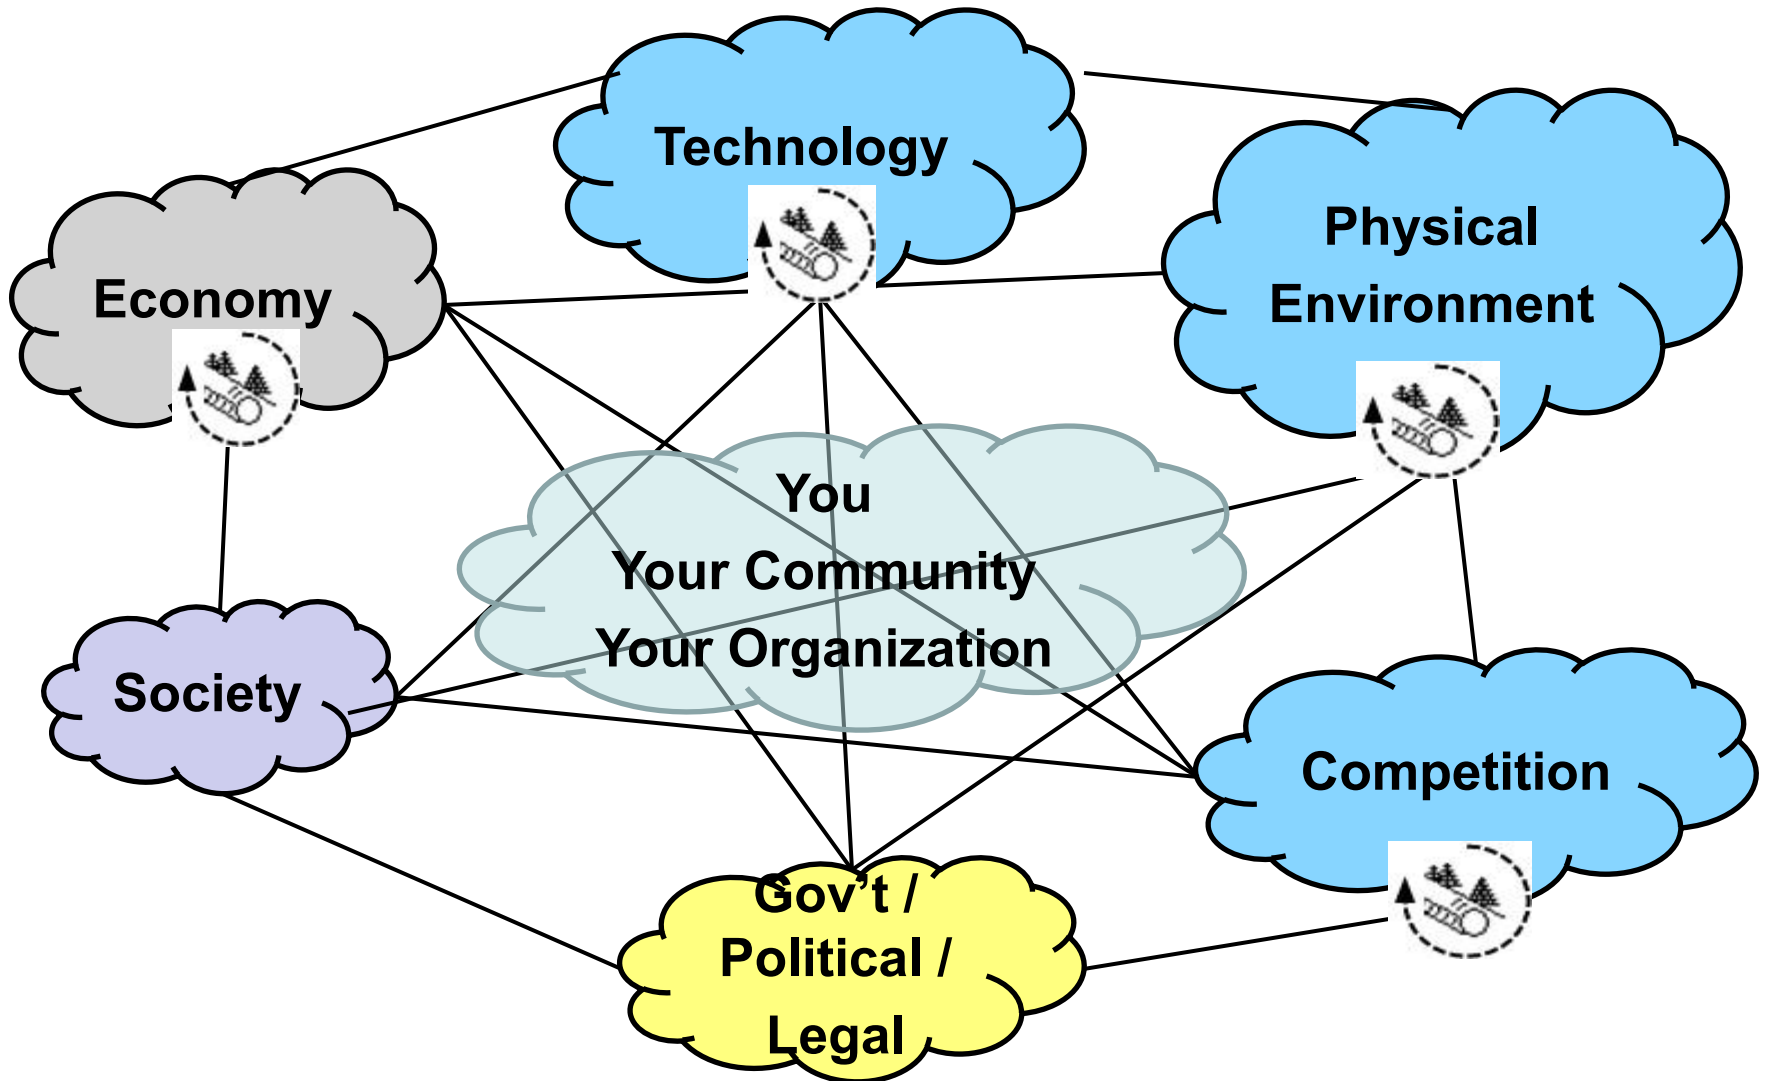 Technology
Physical
Environment
Economy
You
Your Community
Your Organization
Society
Competition
Gov’t /
Political /
Legal